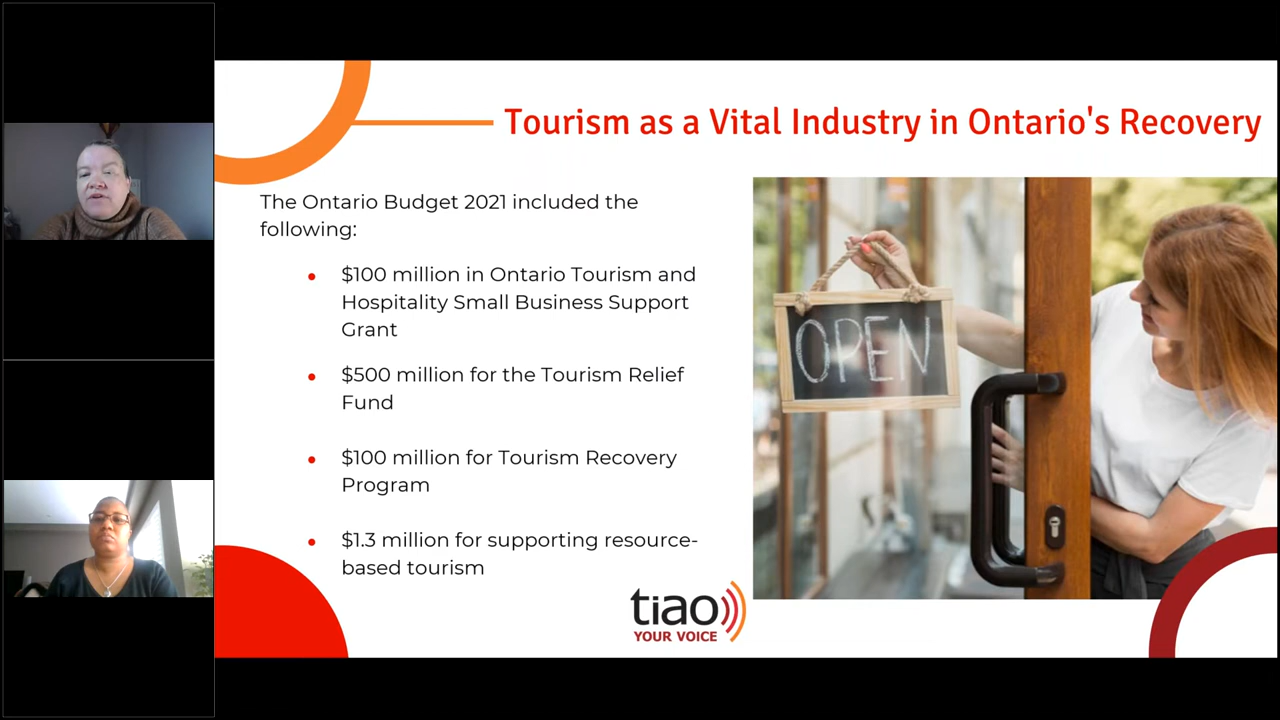 Tourism as a Vital Industry in Ontario's Recovery
The Ontario Budget 2021 included the
following:
$100 million in Ontario Tourism and
Hospitality Small Business Support
Grant
$500 million for the Tourism Relief
Fund
$100 million for Tourism Recovery
Program
$1.3 million for supporting resource-
based tourism
OPEN
tiao
YOUR VOICE